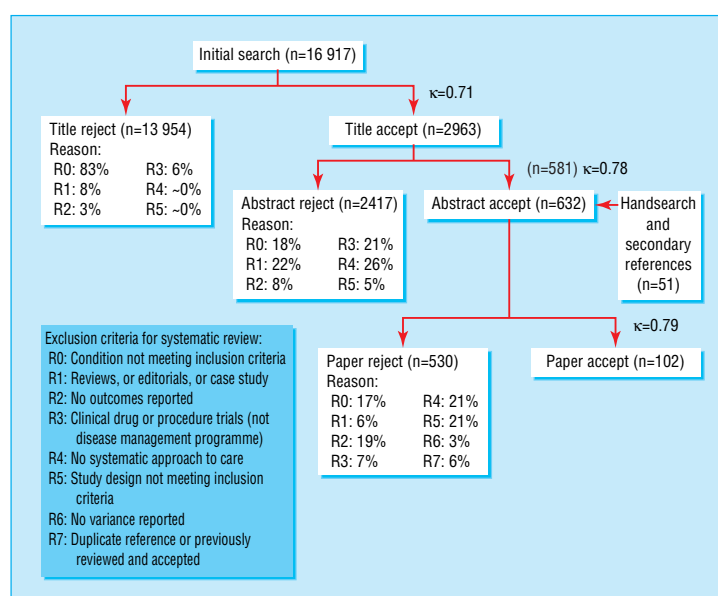 Initial search (n=16 917)
κ=0.71
Title reject (n=13 954)
Reason:
R0: 83% R3: 6%
R1: 8% R4: ~0%
R2: 3% R5: ~0%
Title accept (n=2963)
(n=581) κ=0.78
Abstract reject (n=2417)
Reason:
R0: 18% R3: 21%
R1: 22% R4: 26%
R2: 8% R5: 5%
Abstract accept (n=632)
Handsearch
and
secondary
references
(n=51)
κ=0.79
Paper reject (n=530)
Reason:
R0: 17% R4: 21%
R1: 6% R5: 21%
R2: 19% R6: 3%
R3: 7% R7: 6%
Paper accept (n=102)
Exclusion criteria for systematic review:
R0: Condition not meeting inclusion criteria
R1: Reviews, or editorials, or case study
R2: No outcomes reported
R3: Clinical drug or procedure trials (not
disease management programme)
R4: No systematic approach to care
R5: Study design not meeting inclusion
criteria
R6: No variance reported
R7: Duplicate reference or previously
reviewed and accepted